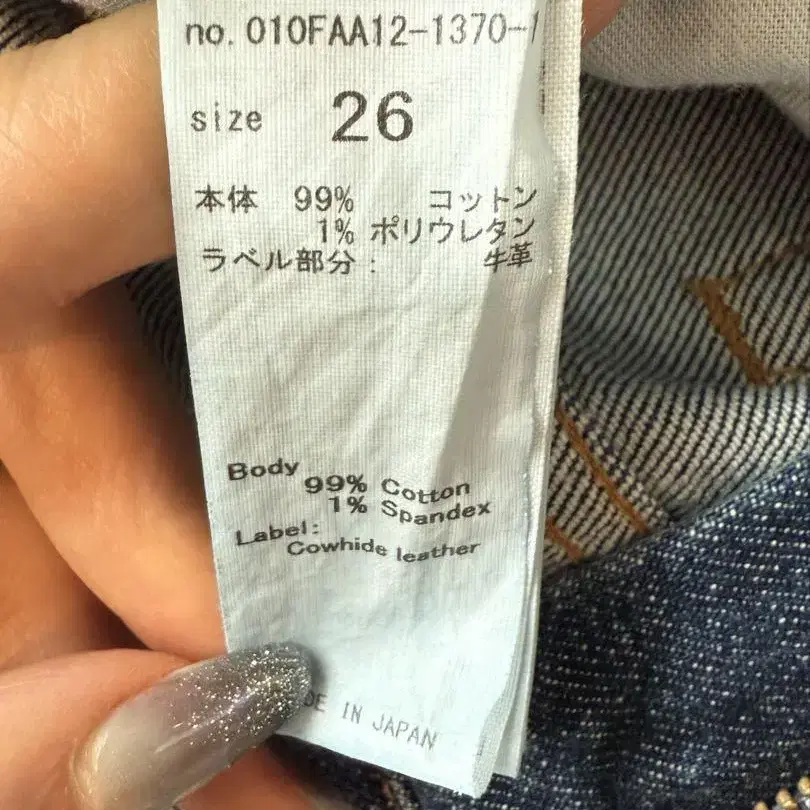 no. 010FAA12-1370-1
size 26
本体 99% コットン
1% ポリウレタン
ラベル部分： 牛革
Body
99% Cotton
1% Spandex
Label:
Cowhide leather
DE IN JAPAN